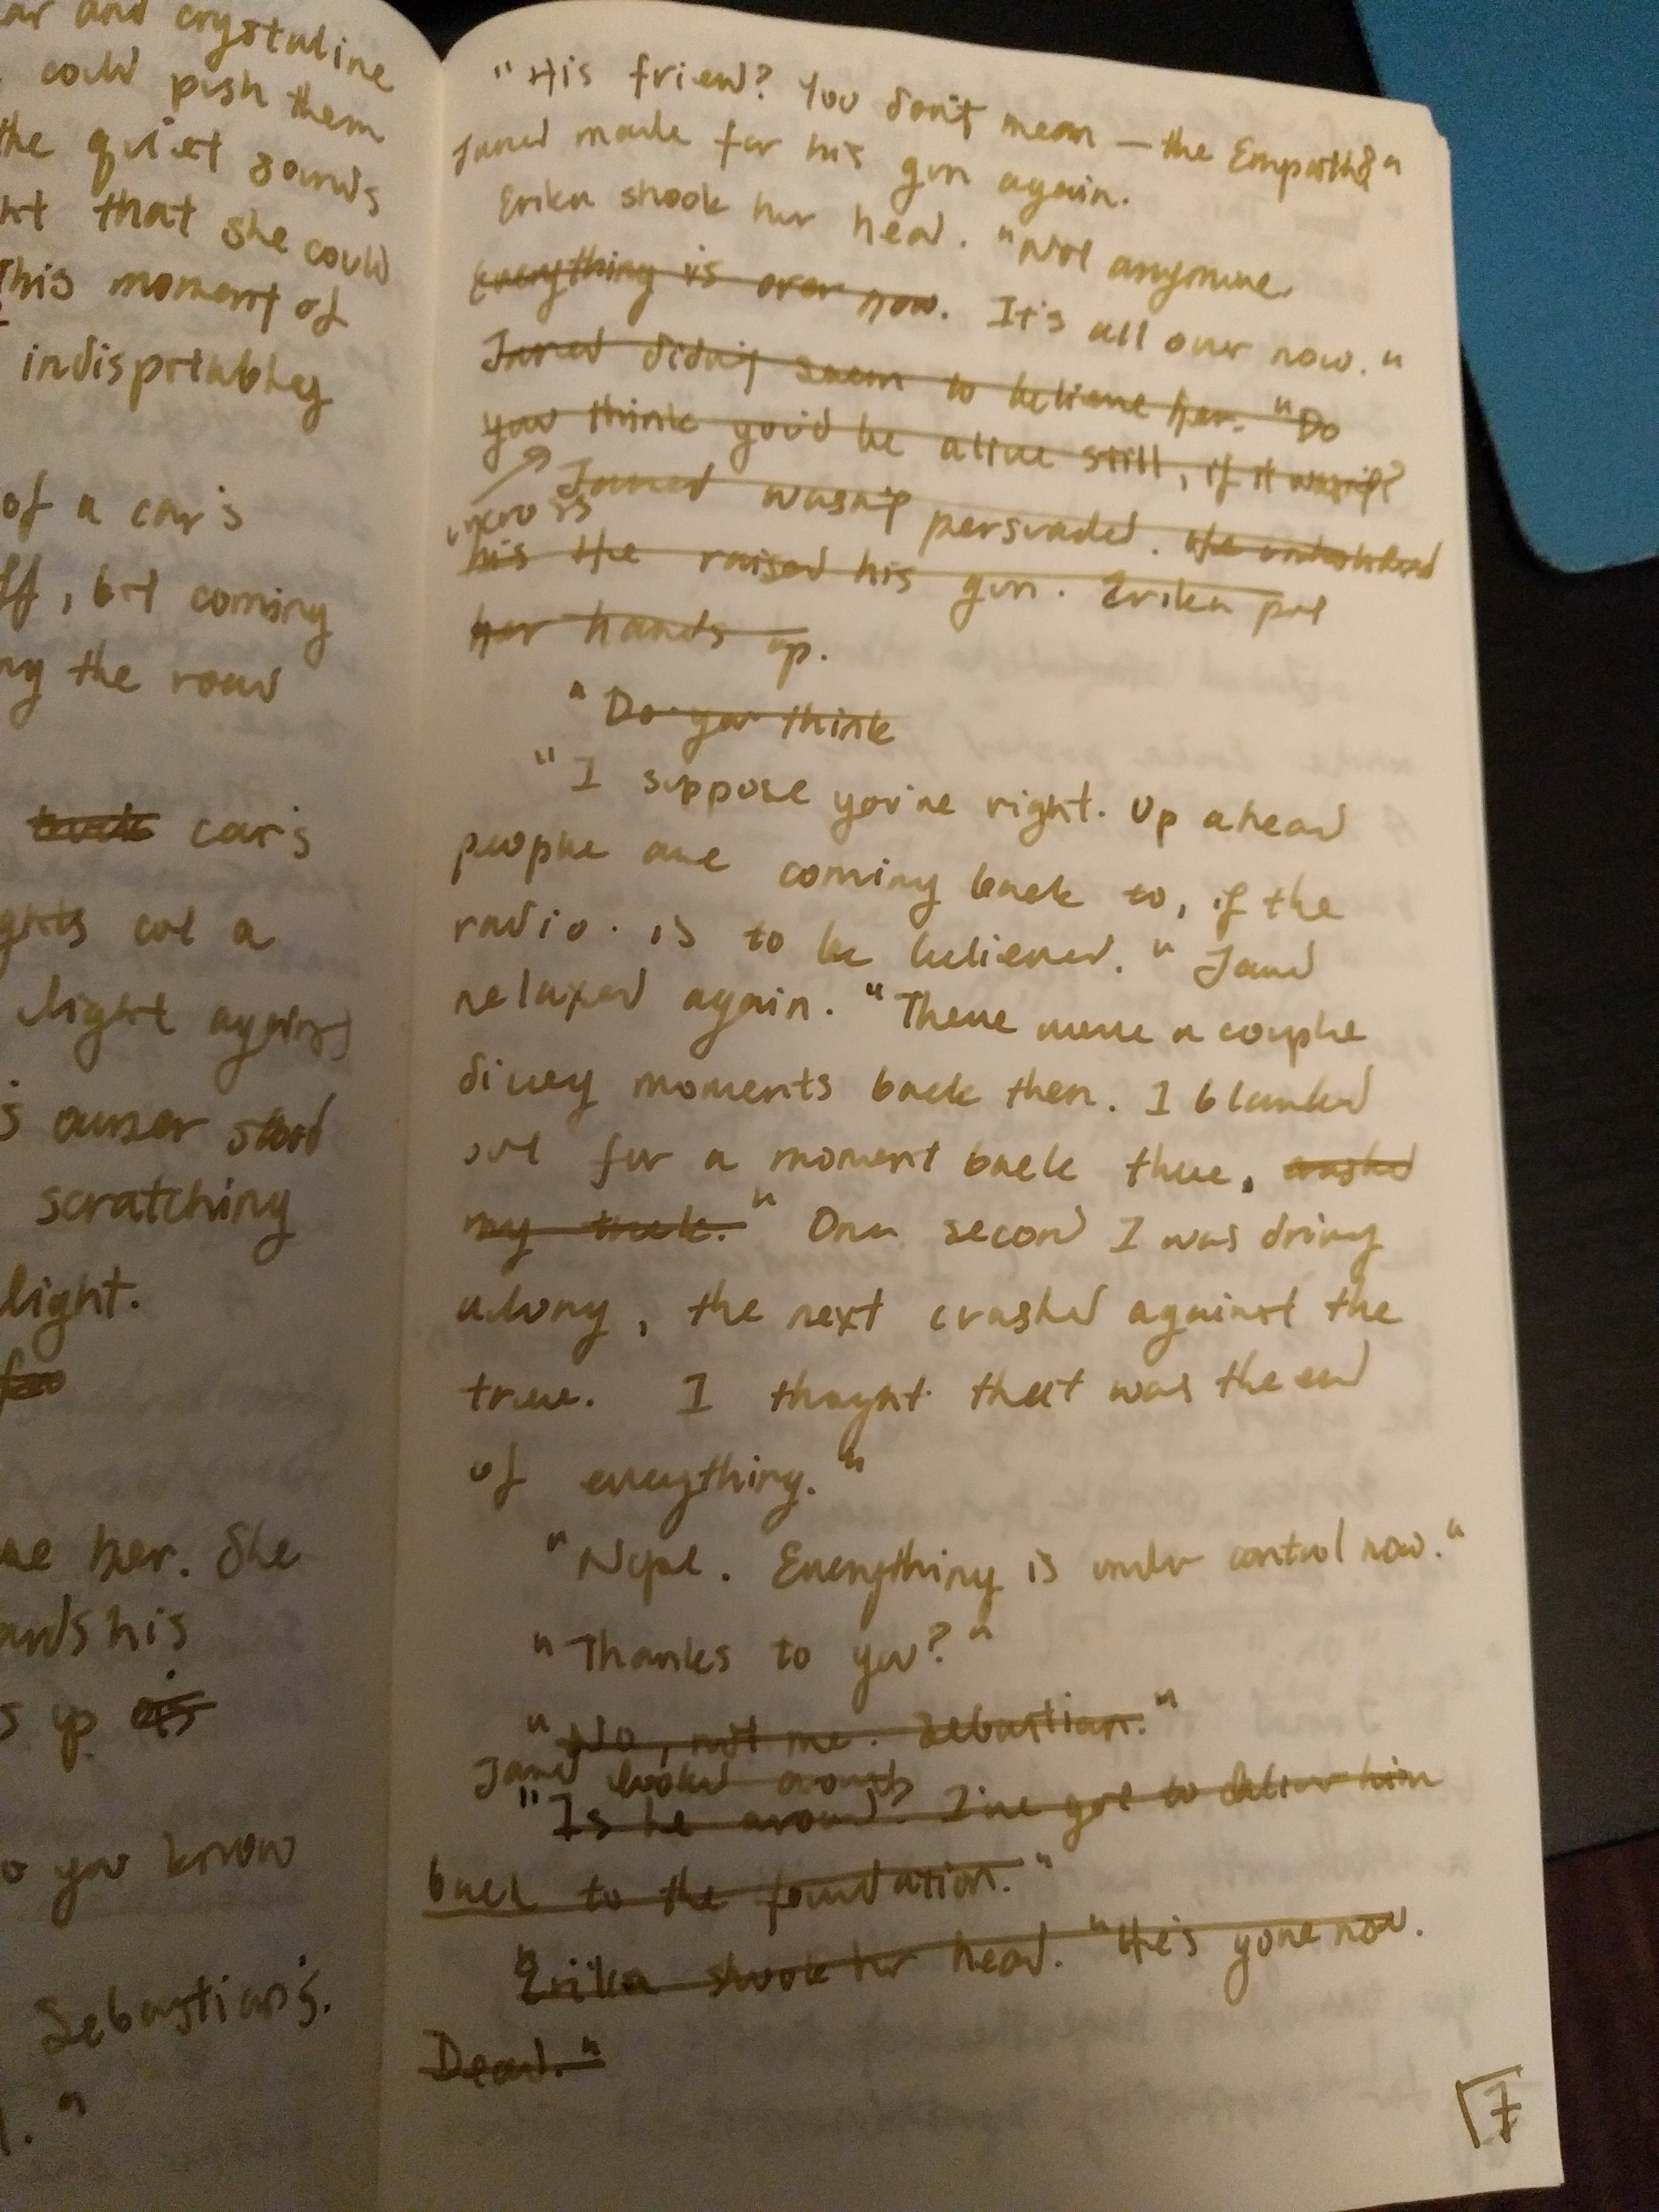 ar and crystaline
could push them
the quiet sounds
that she could
This moment of
indisputabley
of a car's
ff, but coming
ng the road
car's
ghts cut a
light against
s owner stood
scratching
light.
me her. She
ards his
s up as
o you know
Sebastian's.
"
"His friend? You don't mean — the Empath?"
Jared made for his gun again.
Erika shook her head. "Not anymore.
Everything is over now. It's all over now."
Jared didn't seem to believe her. "Do
you think you'd be alive still, if it wasn't?
Jared wasn't persuaded. He
his He raised his gun. Erika put
her hands up.
"Do you think
"I suppose you're right. Up ahead
people are coming back to, if the
radio is to be believed." Jared
relaxed again. "There were a couple
dicey moments back then. I blanked
out for a moment back there, crashed
my truck." One second I was driving
along, the next crashed against the
tree. I thought that was the end
of everything."
"Nope. Everything is under control now."
"Thanks to you?"
"No, not me. Sebastian."
Jared looked around
"Is he around? I've got to deliver him
back to the foundation."
Erika shook her head. "He's gone now.
Dead."
7